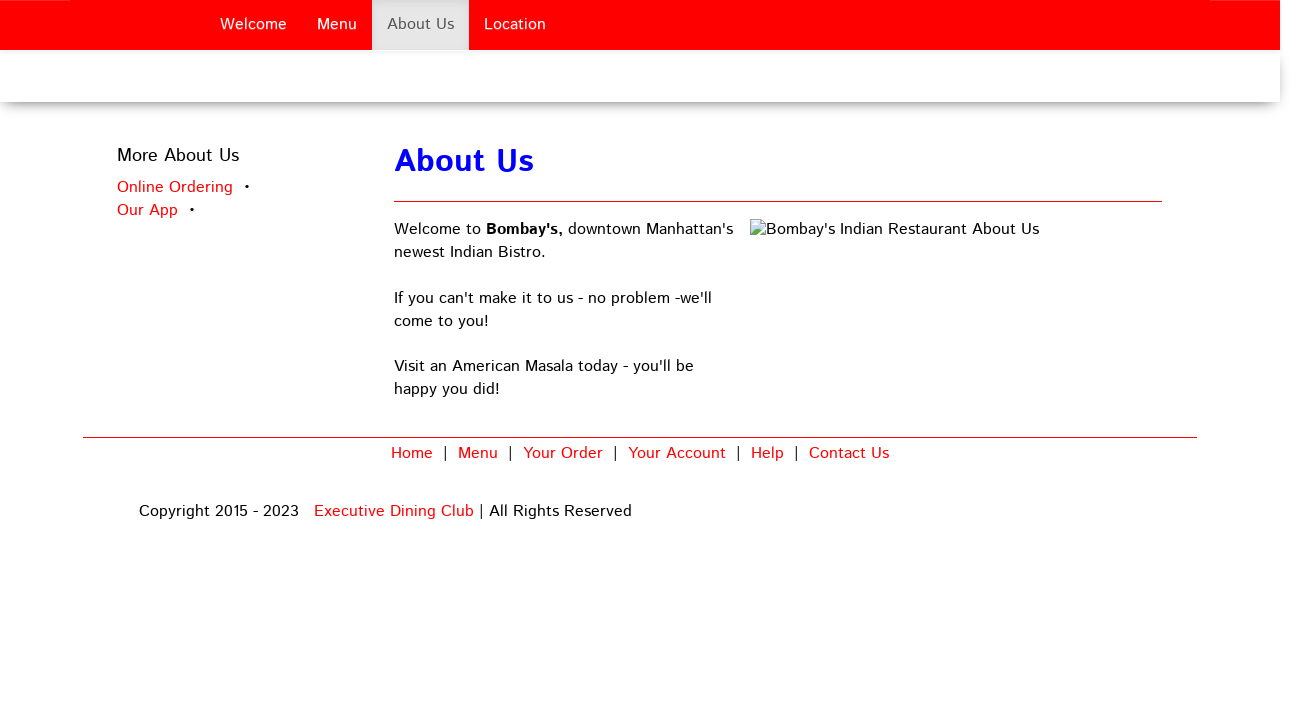 Welcome Menu About Us Location
More About Us
Online Ordering •
Our App •
About Us
Welcome to Bombay's, downtown Manhattan's
newest Indian Bistro.
If you can't make it to us - no problem -we'll
come to you!
Visit an American Masala today - you'll be
happy you did!
Bombay's Indian Restaurant About Us
Home | Menu | Your Order | Your Account | Help | Contact Us
Copyright 2015 - 2023 Executive Dining Club | All Rights Reserved